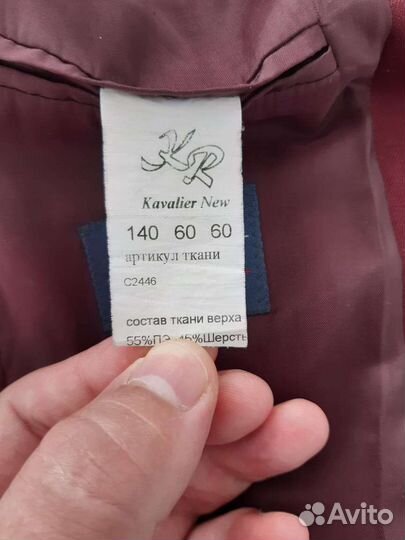 KR
Kavalier New
140 60 60
артикул ткани
C2446
состав ткани верха
55%ПЭ 45%Шерсть
Avito